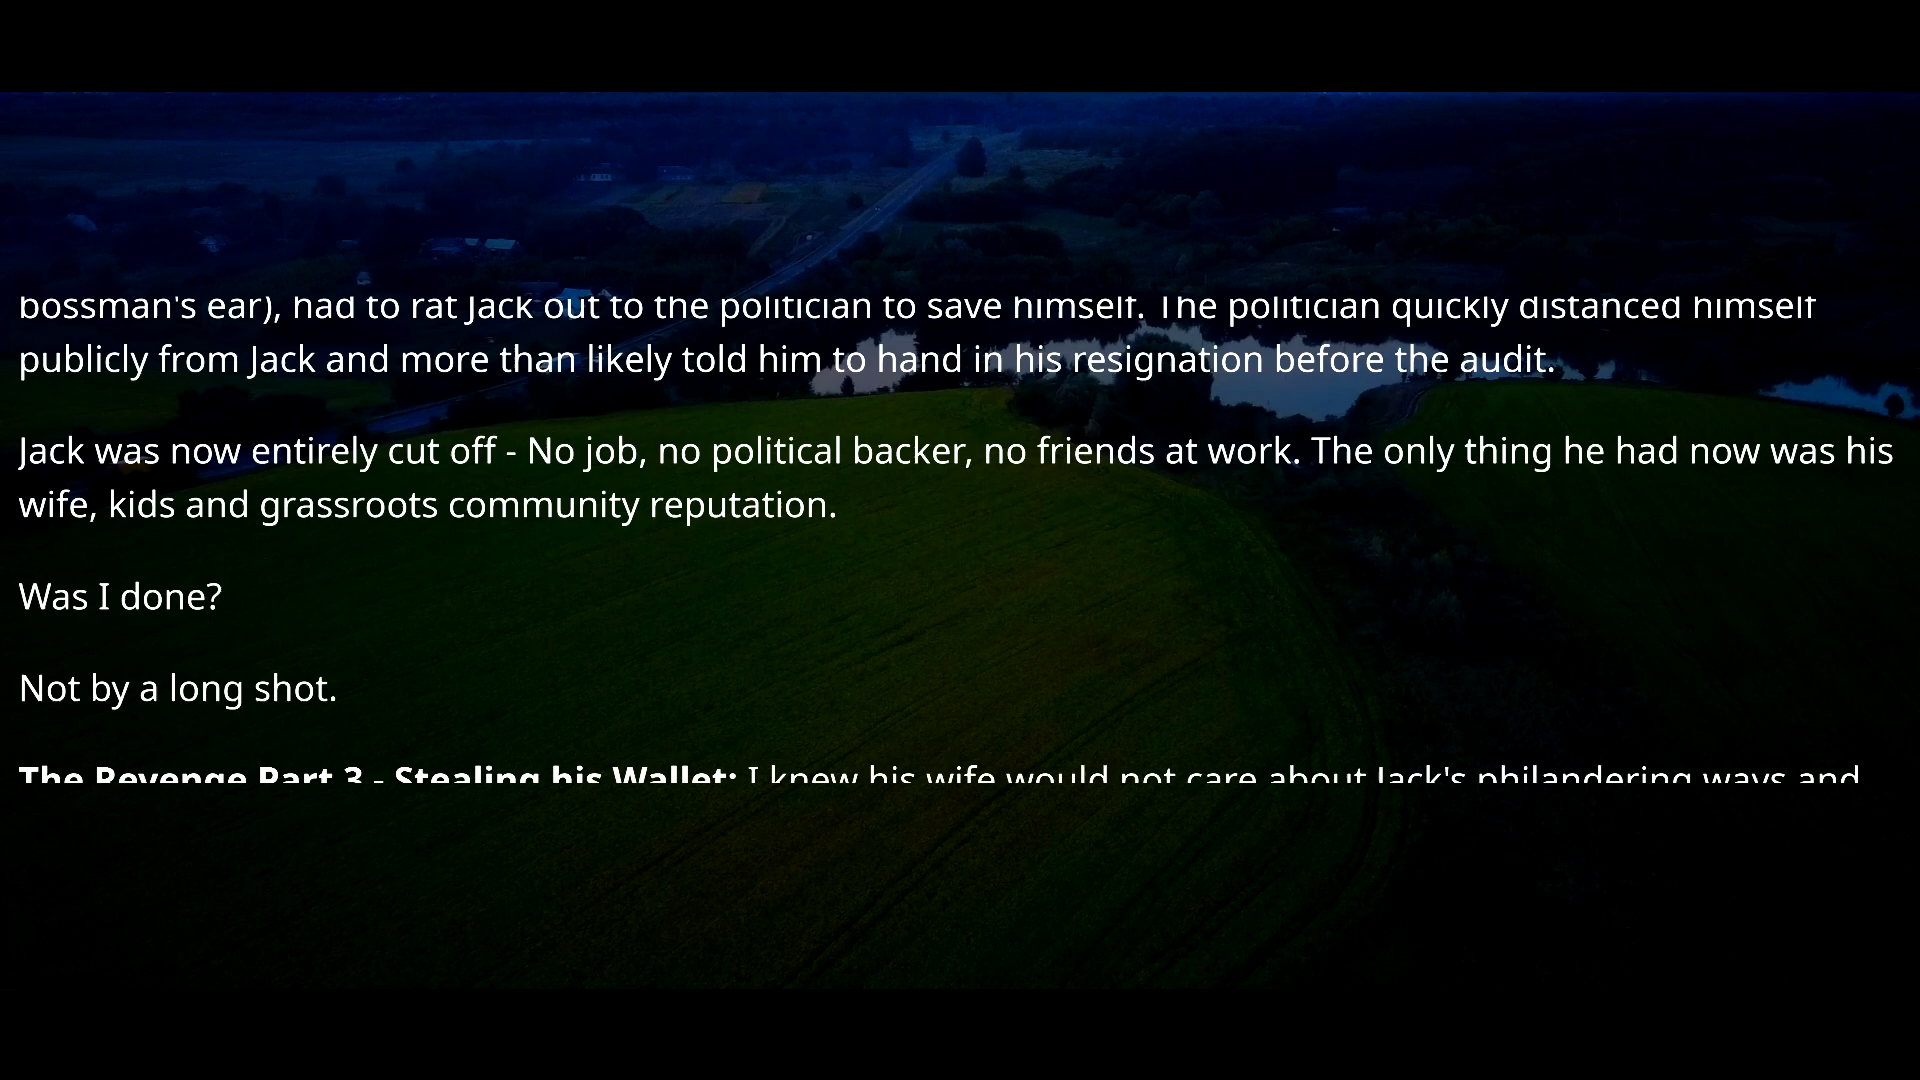 bossman's ear), had to rat Jack out to the politician to save himself. The politician quickly distanced himself
publicly from Jack and more than likely told him to hand in his resignation before the audit.
Jack was now entirely cut off - No job, no political backer, no friends at work. The only thing he had now was his
wife, kids and grassroots community reputation.
Was I done?
Not by a long shot.
The Revenge Part 3 - Stealing his Wallet: I knew his wife would not care about Jack's philandering ways and